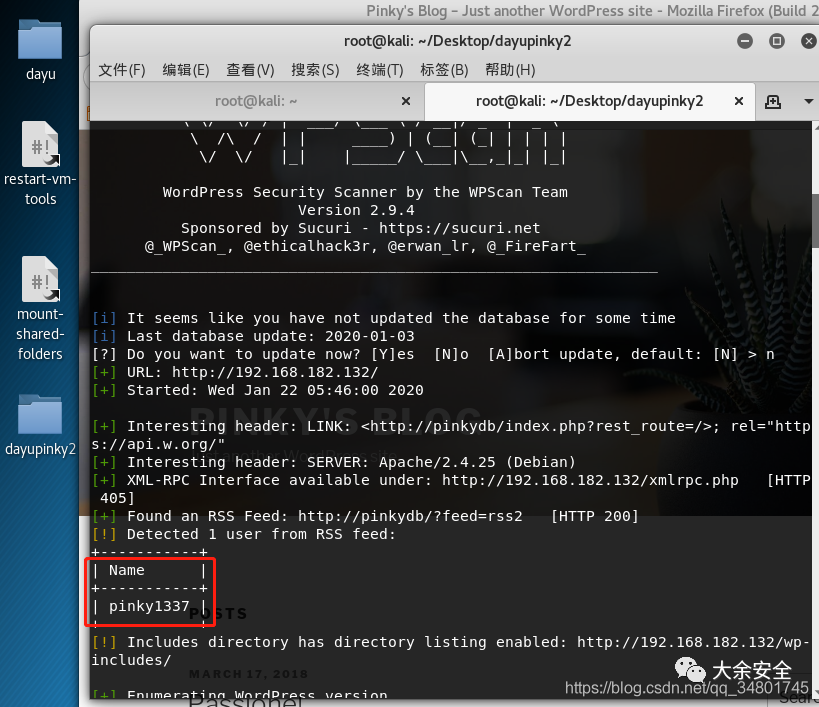 Pinky's Blog – Just another WordPress site - Mozilla Firefox (Build 2
root@kali: ~/Desktop/dayupinky2
文件(F) 编辑(E) 查看(V) 搜索(S) 终端(T) 标签(B) 帮助(H)
root@kali: ~
root@kali: ~/Desktop/dayupinky2
dayu
restart-vm-
tools
mount-
shared-
folders
dayupinky2
WordPress Security Scanner by the WPScan Team
Version 2.9.4
Sponsored by Sucuri - https://sucuri.net
@_WPScan_, @ethicalhack3r, @erwan_lr, @_FireFart_
[i] It seems like you have not updated the database for some time
[i] Last database update: 2020-01-03
[?] Do you want to update now? [Y]es [N]o [A]bort update, default: [N] > n
[+] URL: http://192.168.182.132/
[+] Started: Wed Jan 22 05:46:00 2020
PINKY'S BLOG
[+] Interesting header: LINK: <http://pinkydb/index.php?rest_route=/>; rel="http
s://api.w.org/"
[+] Interesting header: SERVER: Apache/2.4.25 (Debian)
[+] XML-RPC Interface available under: http://192.168.182.132/xmlrpc.php [HTTP
405]
[+] Found an RSS Feed: http://pinkydb/?feed=rss2 [HTTP 200]
[!] Detected 1 user from RSS feed:
+-----------+
| Name |
+-----------+
| pinky1337 |
POSTS
[!] Includes directory has directory listing enabled: http://192.168.182.132/wp-
includes/
MARCH 17, 2018
[+] Enumerating WordPress version
大余安全
https://blog.csdn.net/qq_34801745